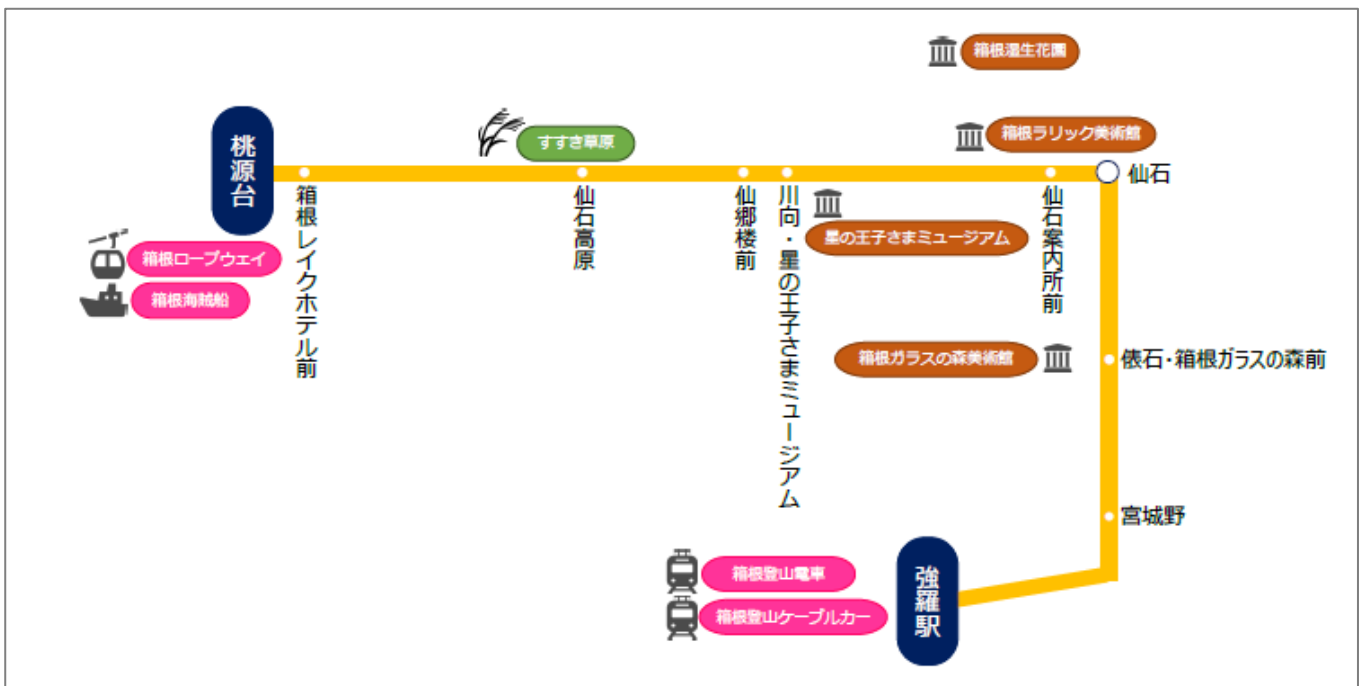 箱根湿生花園
箱根ラリック美術館
すすき草原
桃源台
仙石
箱根レイクホテル前
仙石高原
仙郷楼前
川向・星の王子さまミュージアム
仙石案内所前
星の王子さまミュージアム
箱根ロープウェイ
箱根海賊船
箱根ガラスの森美術館
俵石・箱根ガラスの森前
宮城野
箱根登山電車
箱根登山ケーブルカー
強羅駅